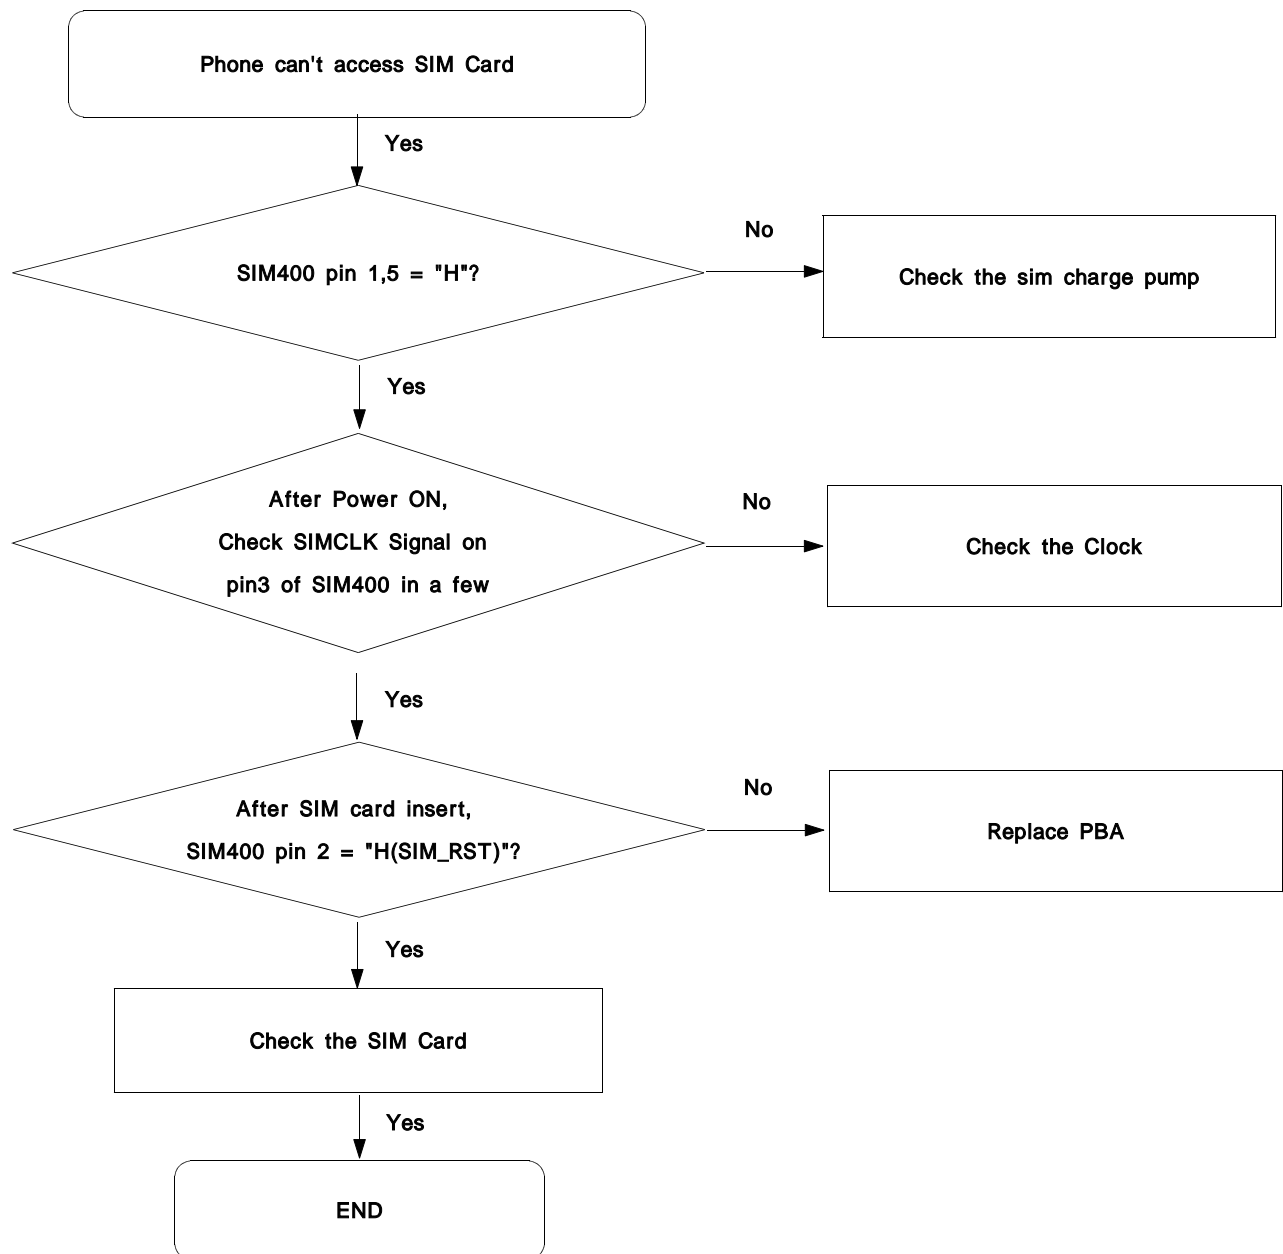 Phone can't access SIM Card
Yes
SIM400 pin 1,5 = "H"?
No
Check the sim charge pump
Yes
After Power ON,
Check SIMCLK Signal on
pin3 of SIM400 in a few
No
Check the Clock
Yes
After SIM card insert,
SIM400 pin 2 = "H(SIM_RST)"?
No
Replace PBA
Yes
Check the SIM Card
Yes
END